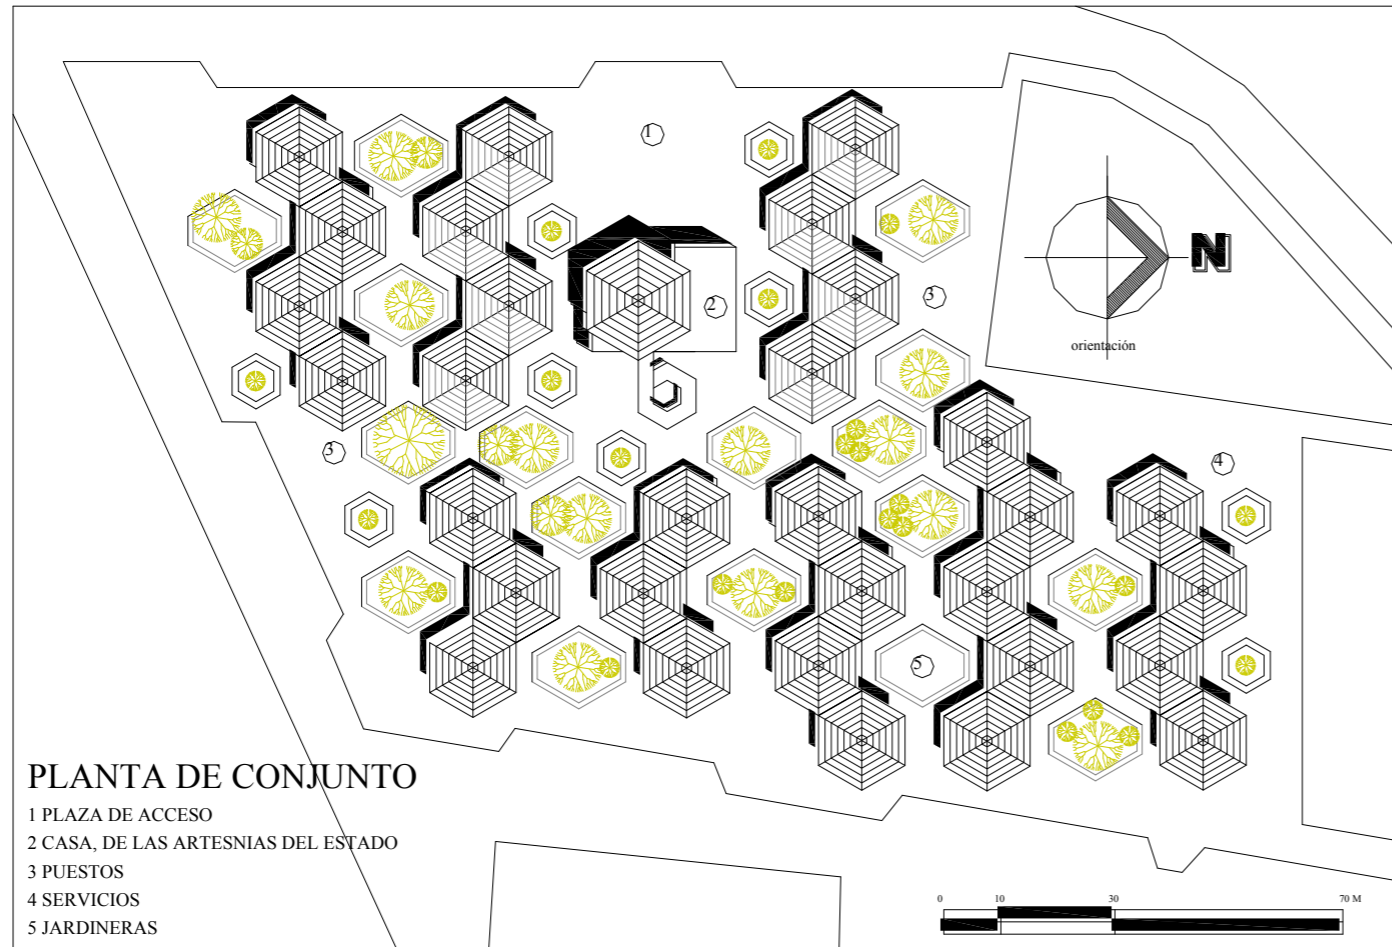 1
2
3
N
orientación
3
4
5
PLANTA DE CONJUNTO
1 PLAZA DE ACCESO
2 CASA, DE LAS ARTESNIAS DEL ESTADO
3 PUESTOS
4 SERVICIOS
5 JARDINERAS
0 10 30 70 M